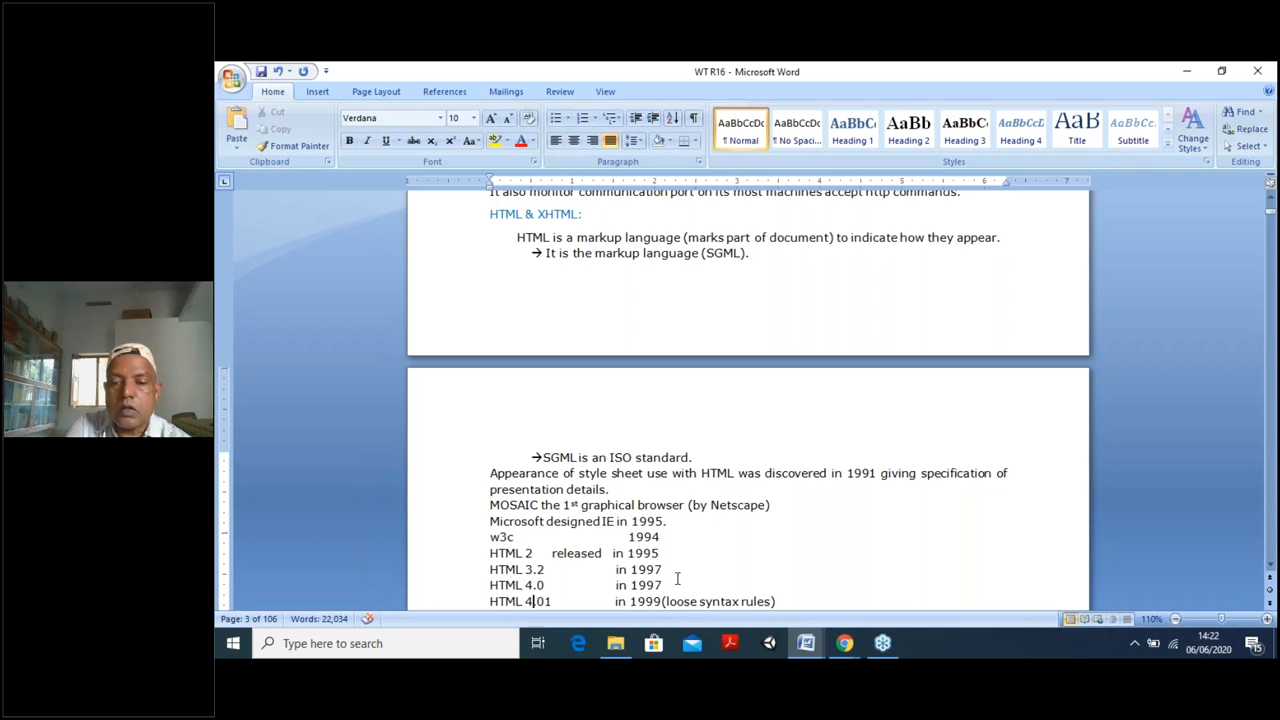 WT R16 - Microsoft Word
Home Insert Page Layout References Mailings Review View
Paste
Cut
Copy
Format Painter
Clipboard
Verdana 10
Font
Paragraph
AaBbCcDc AaBbCcDc AaBbC AaBb AaBbC AaBbCc AaB AaBbCc.
¶ Normal ¶ No Spaci... Heading 1 Heading 2 Heading 3 Heading 4 Title Subtitle
Styles
Change Styles
Find
Replace
Select
Editing
It also monitor communication port on its most machines accept http commands.
HTML & XHTML:
HTML is a markup language (marks part of document) to indicate how they appear.
→ It is the markup language (SGML).
→SGML is an ISO standard.
Appearance of style sheet use with HTML was discovered in 1991 giving specification of
presentation details.
MOSAIC the 1st graphical browser (by Netscape)
Microsoft designed IE in 1995.
w3c 1994
HTML 2 released in 1995
HTML 3.2 in 1997
HTML 4.0 in 1997
HTML 4.01 in 1999(loose syntax rules)
Page: 3 of 106 Words: 22,034 110%
Type here to search
14:22
06/06/2020
15